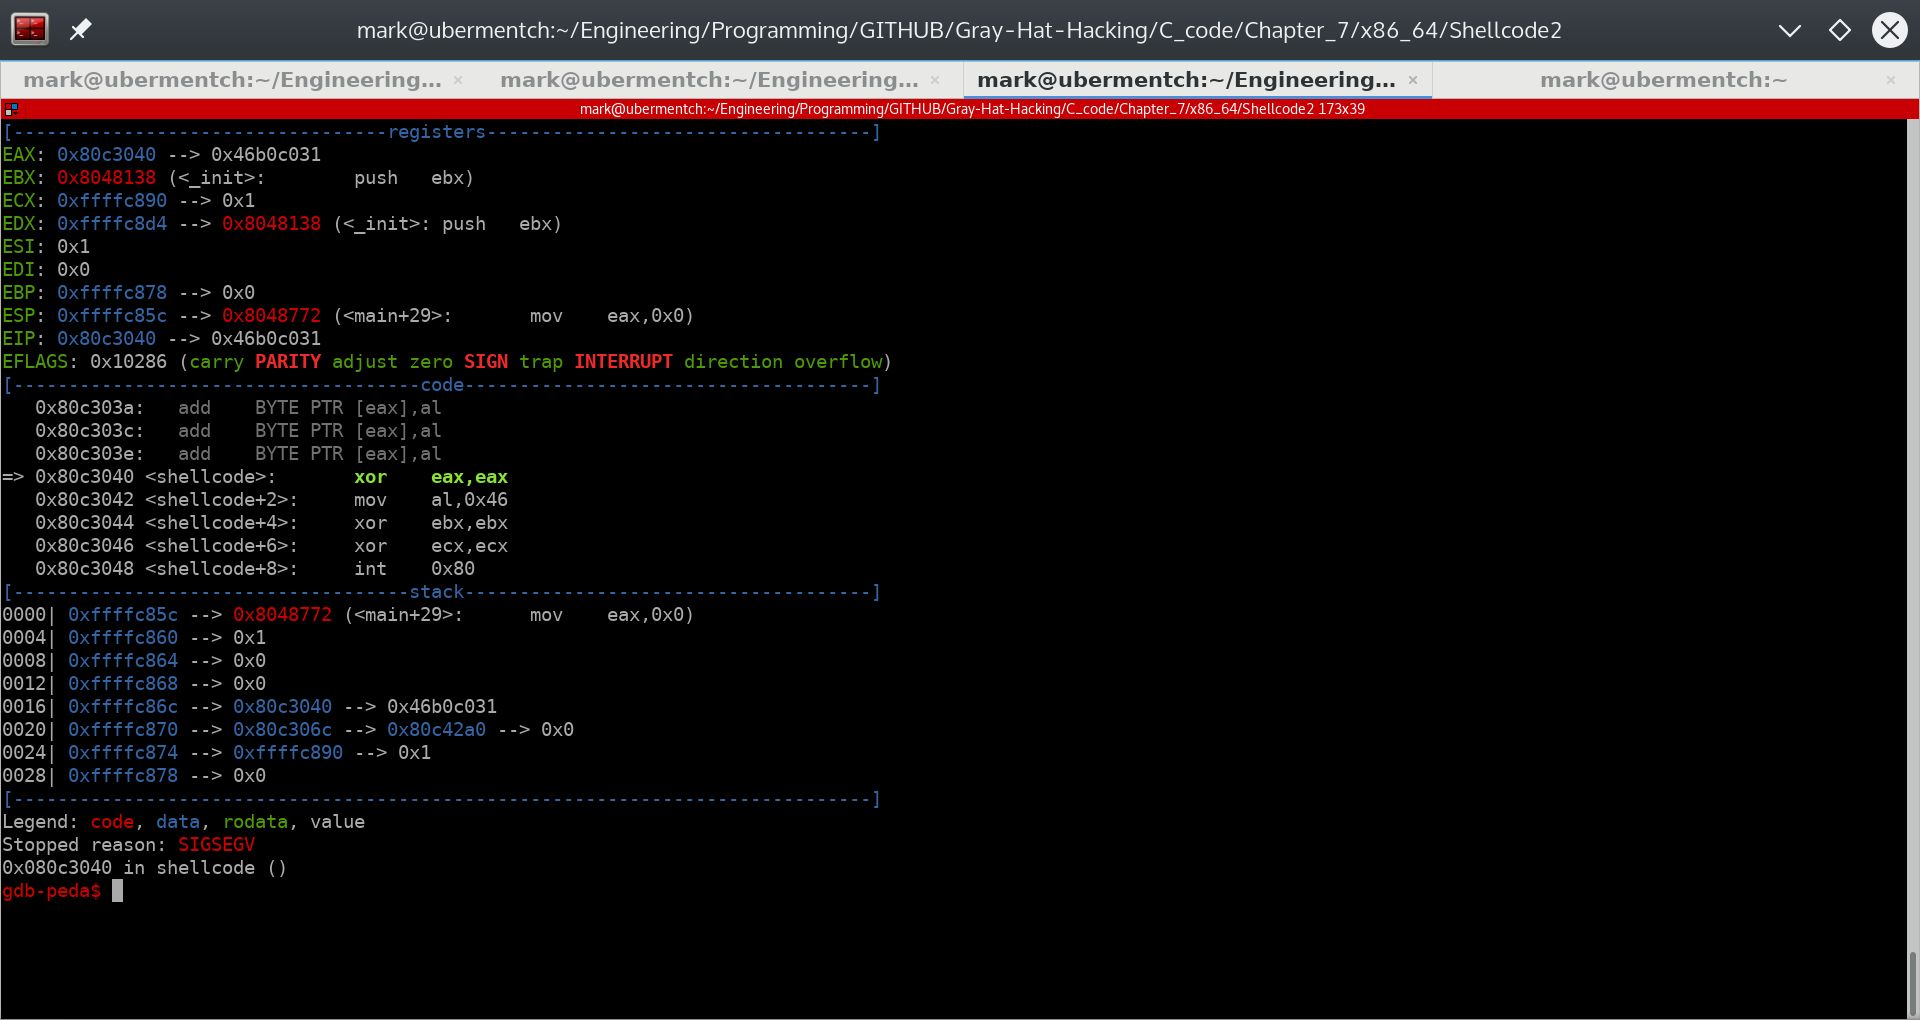 mark@ubermentch:~/Engineering/Programming/GITHUB/Gray-Hat-Hacking/C_code/Chapter_7/x86_64/Shellcode2
mark@ubermentch:~/Engineering... × mark@ubermentch:~/Engineering... × mark@ubermentch:~/Engineering... × mark@ubermentch:~ ×
mark@ubermentch:~/Engineering/Programming/GITHUB/Gray-Hat-Hacking/C_code/Chapter_7/x86_64/Shellcode2 173x39
[----------------------------------registers-----------------------------------]
EAX: 0x80c3040 --> 0x46b0c031
EBX: 0x8048138 (<_init>:        push   ebx)
ECX: 0xffffc890 --> 0x1
EDX: 0xffffc8d4 --> 0x8048138 (<_init>: push   ebx)
ESI: 0x1
EDI: 0x0
EBP: 0xffffc878 --> 0x0
ESP: 0xffffc85c --> 0x8048772 (<main+29>:       mov    eax,0x0)
EIP: 0x80c3040 --> 0x46b0c031
EFLAGS: 0x10286 (carry PARITY adjust zero SIGN trap INTERRUPT direction overflow)
[-------------------------------------code-------------------------------------]
   0x80c303a:   add    BYTE PTR [eax],al
   0x80c303c:   add    BYTE PTR [eax],al
   0x80c303e:   add    BYTE PTR [eax],al
=> 0x80c3040 <shellcode>:       xor    eax,eax
   0x80c3042 <shellcode+2>:     mov    al,0x46
   0x80c3044 <shellcode+4>:     xor    ebx,ebx
   0x80c3046 <shellcode+6>:     xor    ecx,ecx
   0x80c3048 <shellcode+8>:     int    0x80
[------------------------------------stack-------------------------------------]
0000| 0xffffc85c --> 0x8048772 (<main+29>:      mov    eax,0x0)
0004| 0xffffc860 --> 0x1
0008| 0xffffc864 --> 0x0
0012| 0xffffc868 --> 0x0
0016| 0xffffc86c --> 0x80c3040 --> 0x46b0c031
0020| 0xffffc870 --> 0x80c306c --> 0x80c42a0 --> 0x0
0024| 0xffffc874 --> 0xffffc890 --> 0x1
0028| 0xffffc878 --> 0x0
[------------------------------------------------------------------------------]
Legend: code, data, rodata, value
Stopped reason: SIGSEGV
0x080c3040 in shellcode ()
gdb-peda$